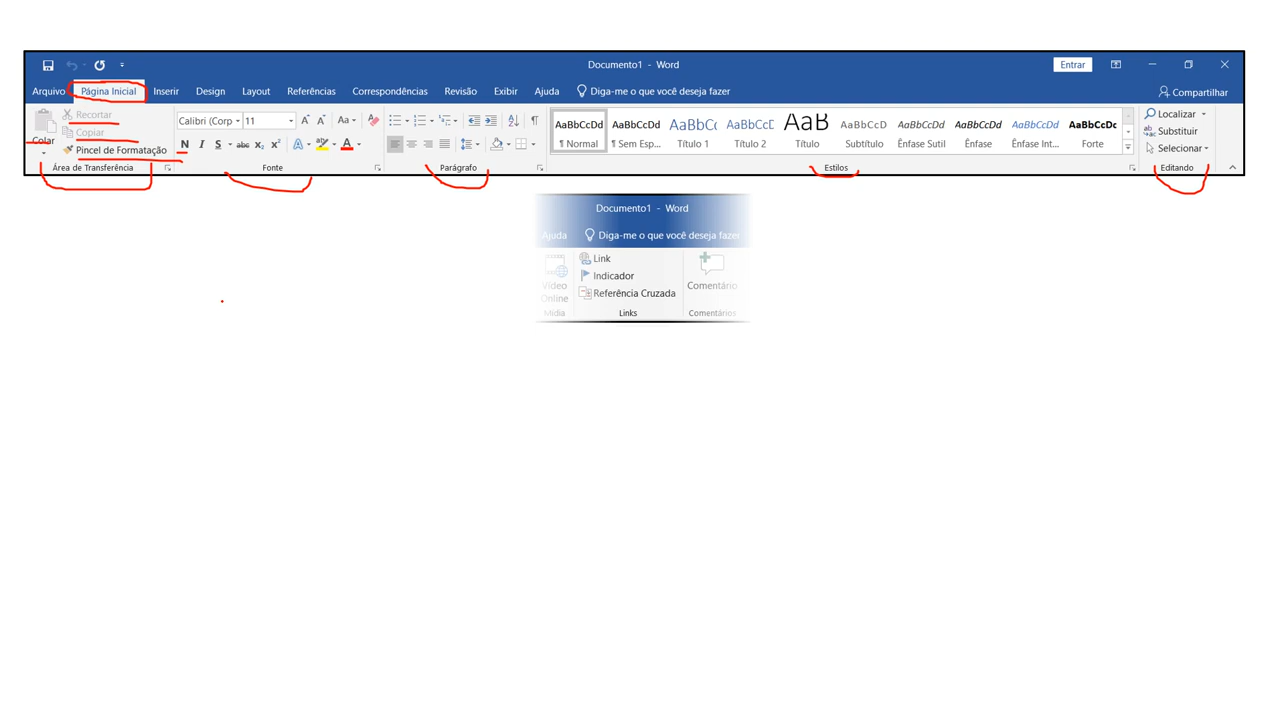 Documento1 - Word
Entrar
Arquivo Página Inicial Inserir Design Layout Referências Correspondências Revisão Exibir Ajuda Diga-me o que você deseja fazer Compartilhar
Colar
Recortar
Copiar
Pincel de Formatação
Área de Transferência
Calibri (Corp 11 Aa
N I S abc x₂ x² A ab A
Fonte
Parágrafo
AaBbCcDd AaBbCcDd AaBbCc AaBbCcD AaB AaBbCcD AaBbCcDd AaBbCcDd AaBbCcDd AaBbCcDc
¶ Normal ¶ Sem Esp... Título 1 Título 2 Título Subtítulo Ênfase Sutil Ênfase Ênfase Int... Forte
Estilos
Localizar
Substituir
Selecionar
Editando
Documento1 - Word
Ajuda Diga-me o que você deseja fazer
Vídeo
Online
Mídia
Link
Indicador
Referência Cruzada
Links
Comentário
Comentários